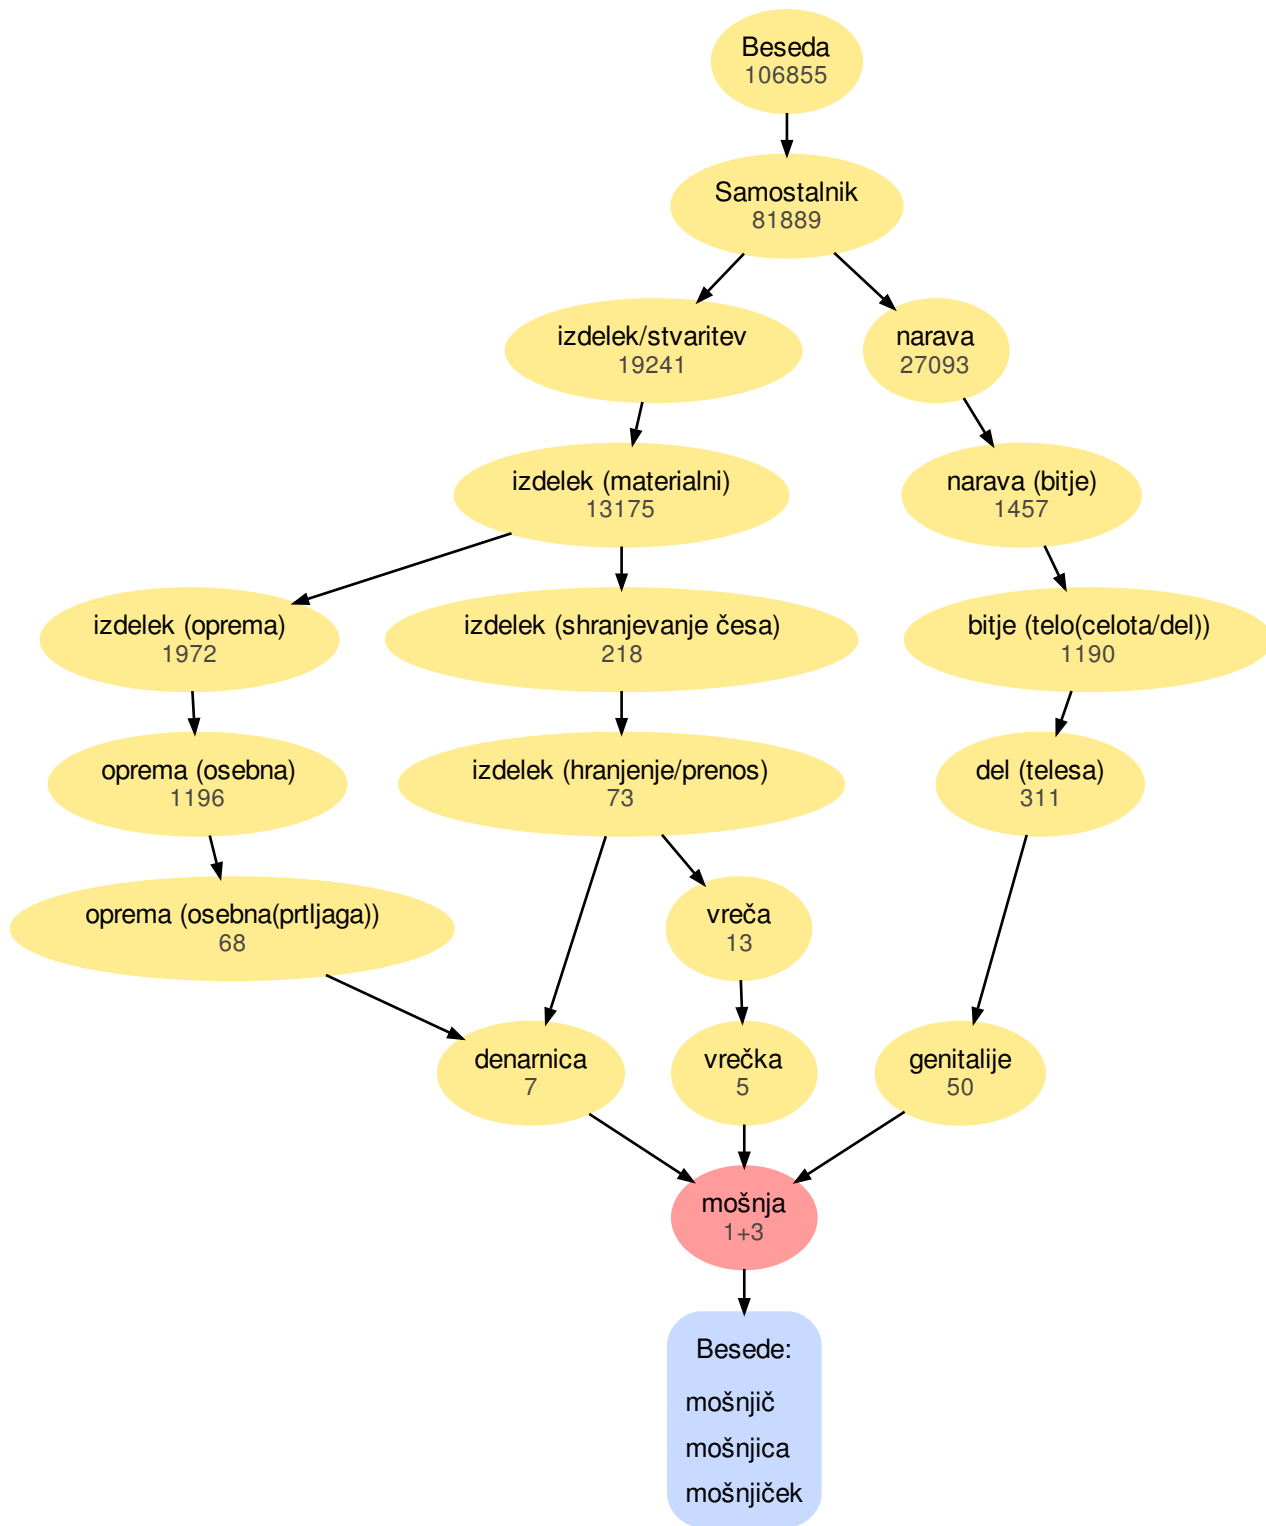 Beseda
106855
Samostalnik
81889
izdelek/stvaritev
19241
narava
27093
izdelek (materialni)
13175
narava (bitje)
1457
izdelek (oprema)
1972
izdelek (shranjevanje česa)
218
bitje (telo(celota/del))
1190
oprema (osebna)
1196
izdelek (hranjenje/prenos)
73
del (telesa)
311
oprema (osebna(prtljaga))
68
vreča
13
denarnica
7
vrečka
5
genitalije
50
mošnja
1+3
Besede:
mošnjič
mošnjica
mošnjiček